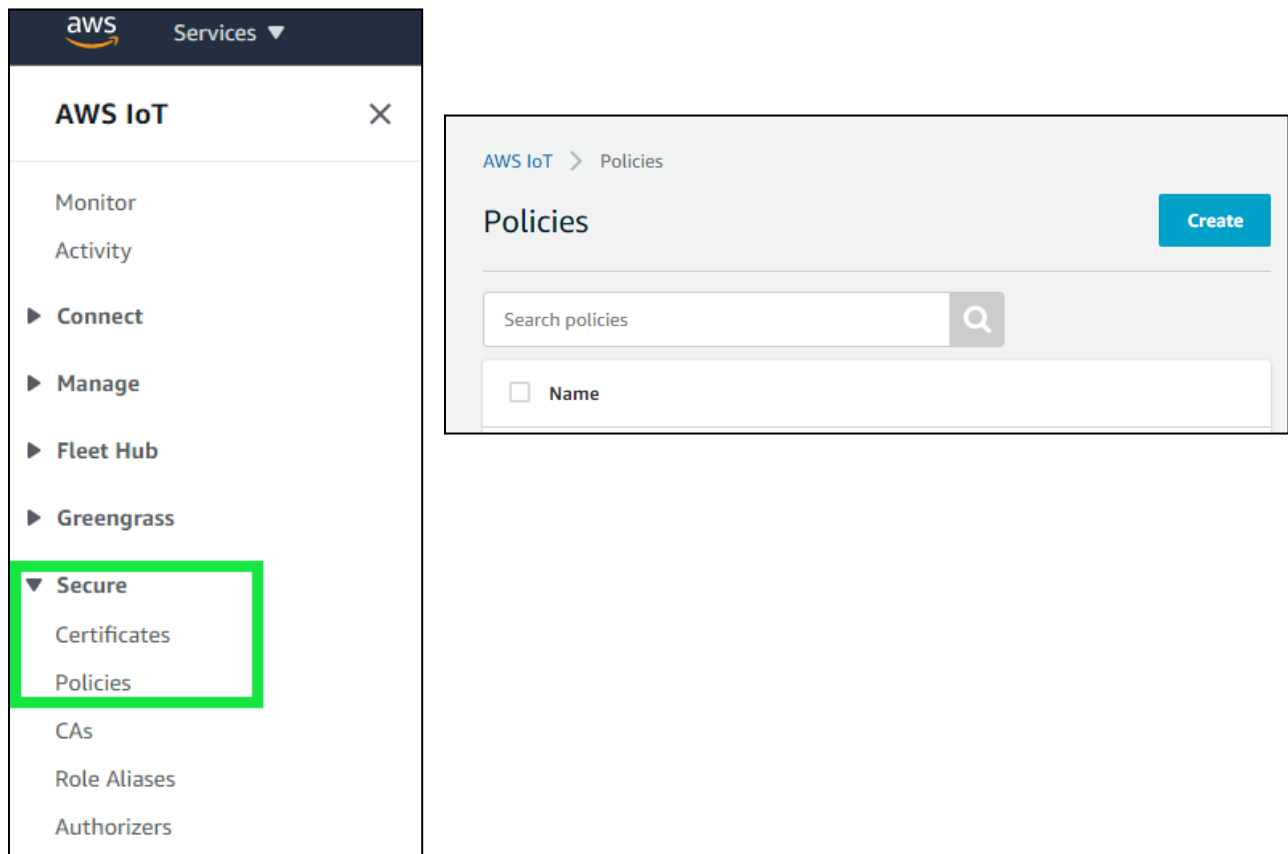 aws
Services
AWS IoT
Monitor
Activity
Connect
Manage
Fleet Hub
Greengrass
Secure
Certificates
Policies
CAs
Role Aliases
Authorizers
AWS IoT > Policies
Policies
Create
Search policies
Name